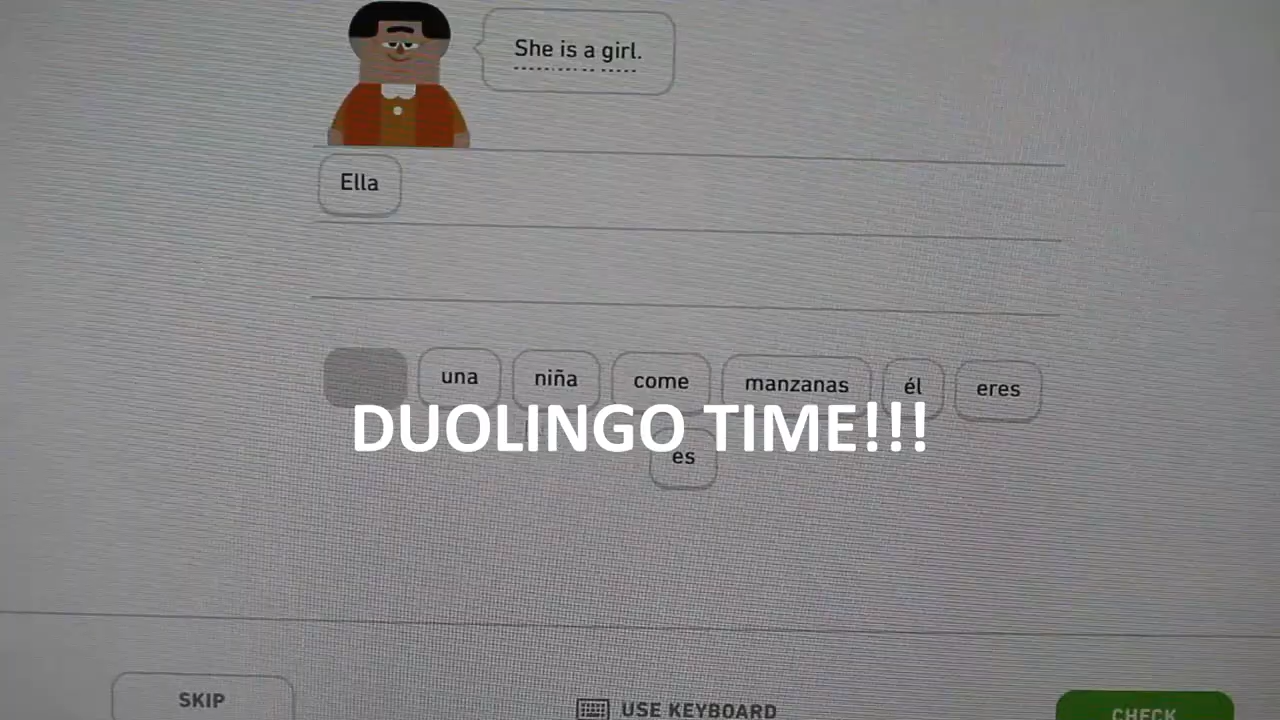 She is a girl.
Ella
una niña come manzanas él eres
DUOLINGO TIME!!!
es
SKIP
USE KEYBOARD
CHECK